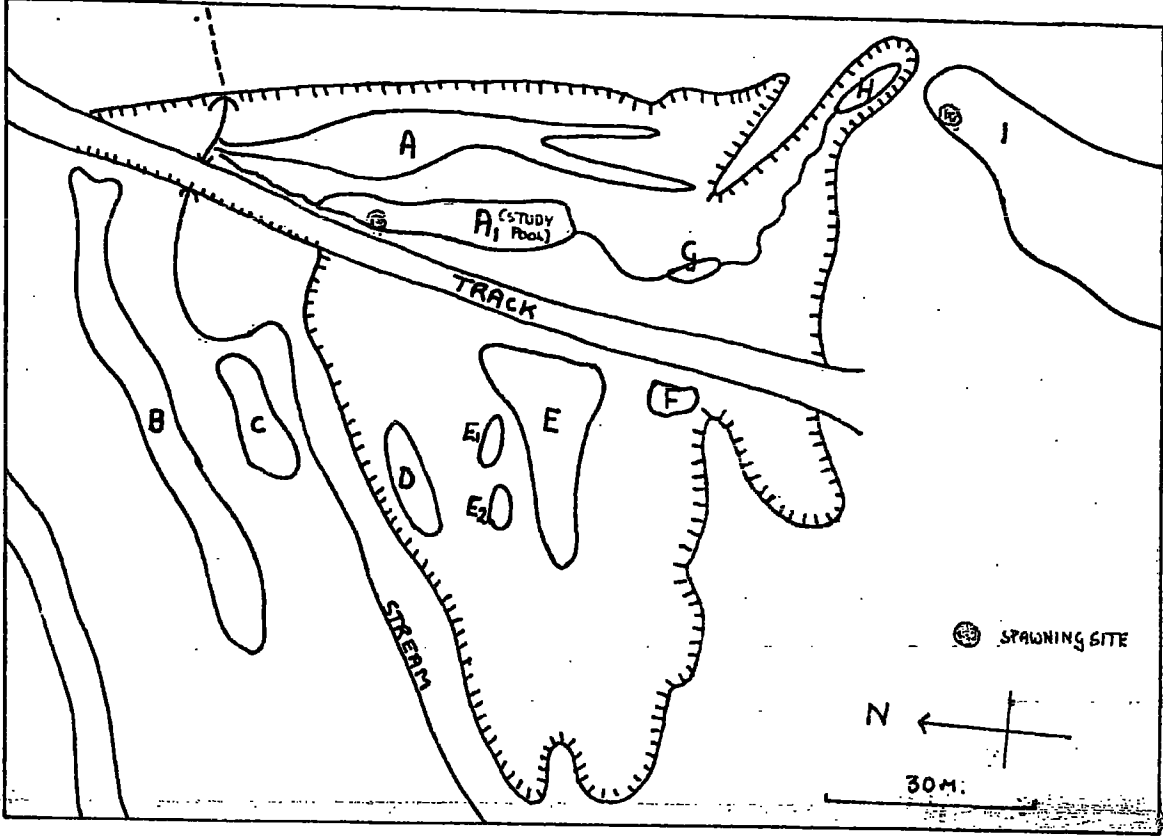 H
A
I
A1 (STUDY
POOL)
G
TRACK
B
C
E
F
E1
D
E2
STREAM
SPAWNING SITE
N
30M.